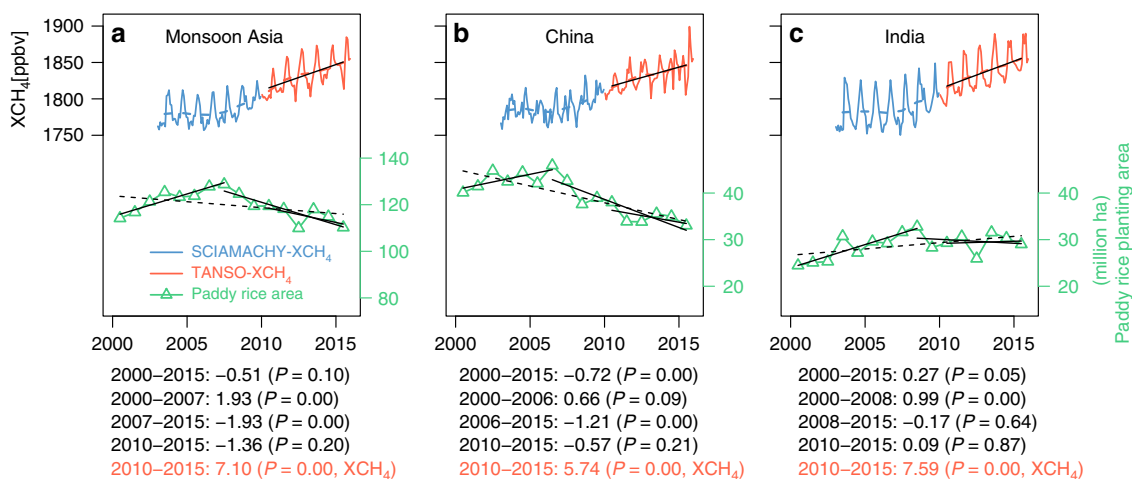 a Monsoon Asia
b China
c India
XCH4[ppbv]
1900
1850
1800
1750
140
120
100
80
SCIAMACHY-XCH4
TANSO-XCH4
Paddy rice area
40
30
20
40
30
20
Paddy rice planting area
(million ha)
2000 2005 2010 2015
2000 2005 2010 2015
2000 2005 2010 2015
2000–2015: −0.51 (P = 0.10)
2000–2007: 1.93 (P = 0.00)
2007–2015: −1.93 (P = 0.00)
2010–2015: −1.36 (P = 0.20)
2010–2015: 7.10 (P = 0.00, XCH4)
2000–2015: −0.72 (P = 0.00)
2000–2006: 0.66 (P = 0.09)
2006–2015: −1.21 (P = 0.00)
2010–2015: −0.57 (P = 0.21)
2010–2015: 5.74 (P = 0.00, XCH4)
2000–2015: 0.27 (P = 0.05)
2000–2008: 0.99 (P = 0.00)
2008–2015: −0.17 (P = 0.64)
2010–2015: 0.09 (P = 0.87)
2010–2015: 7.59 (P = 0.00, XCH4)